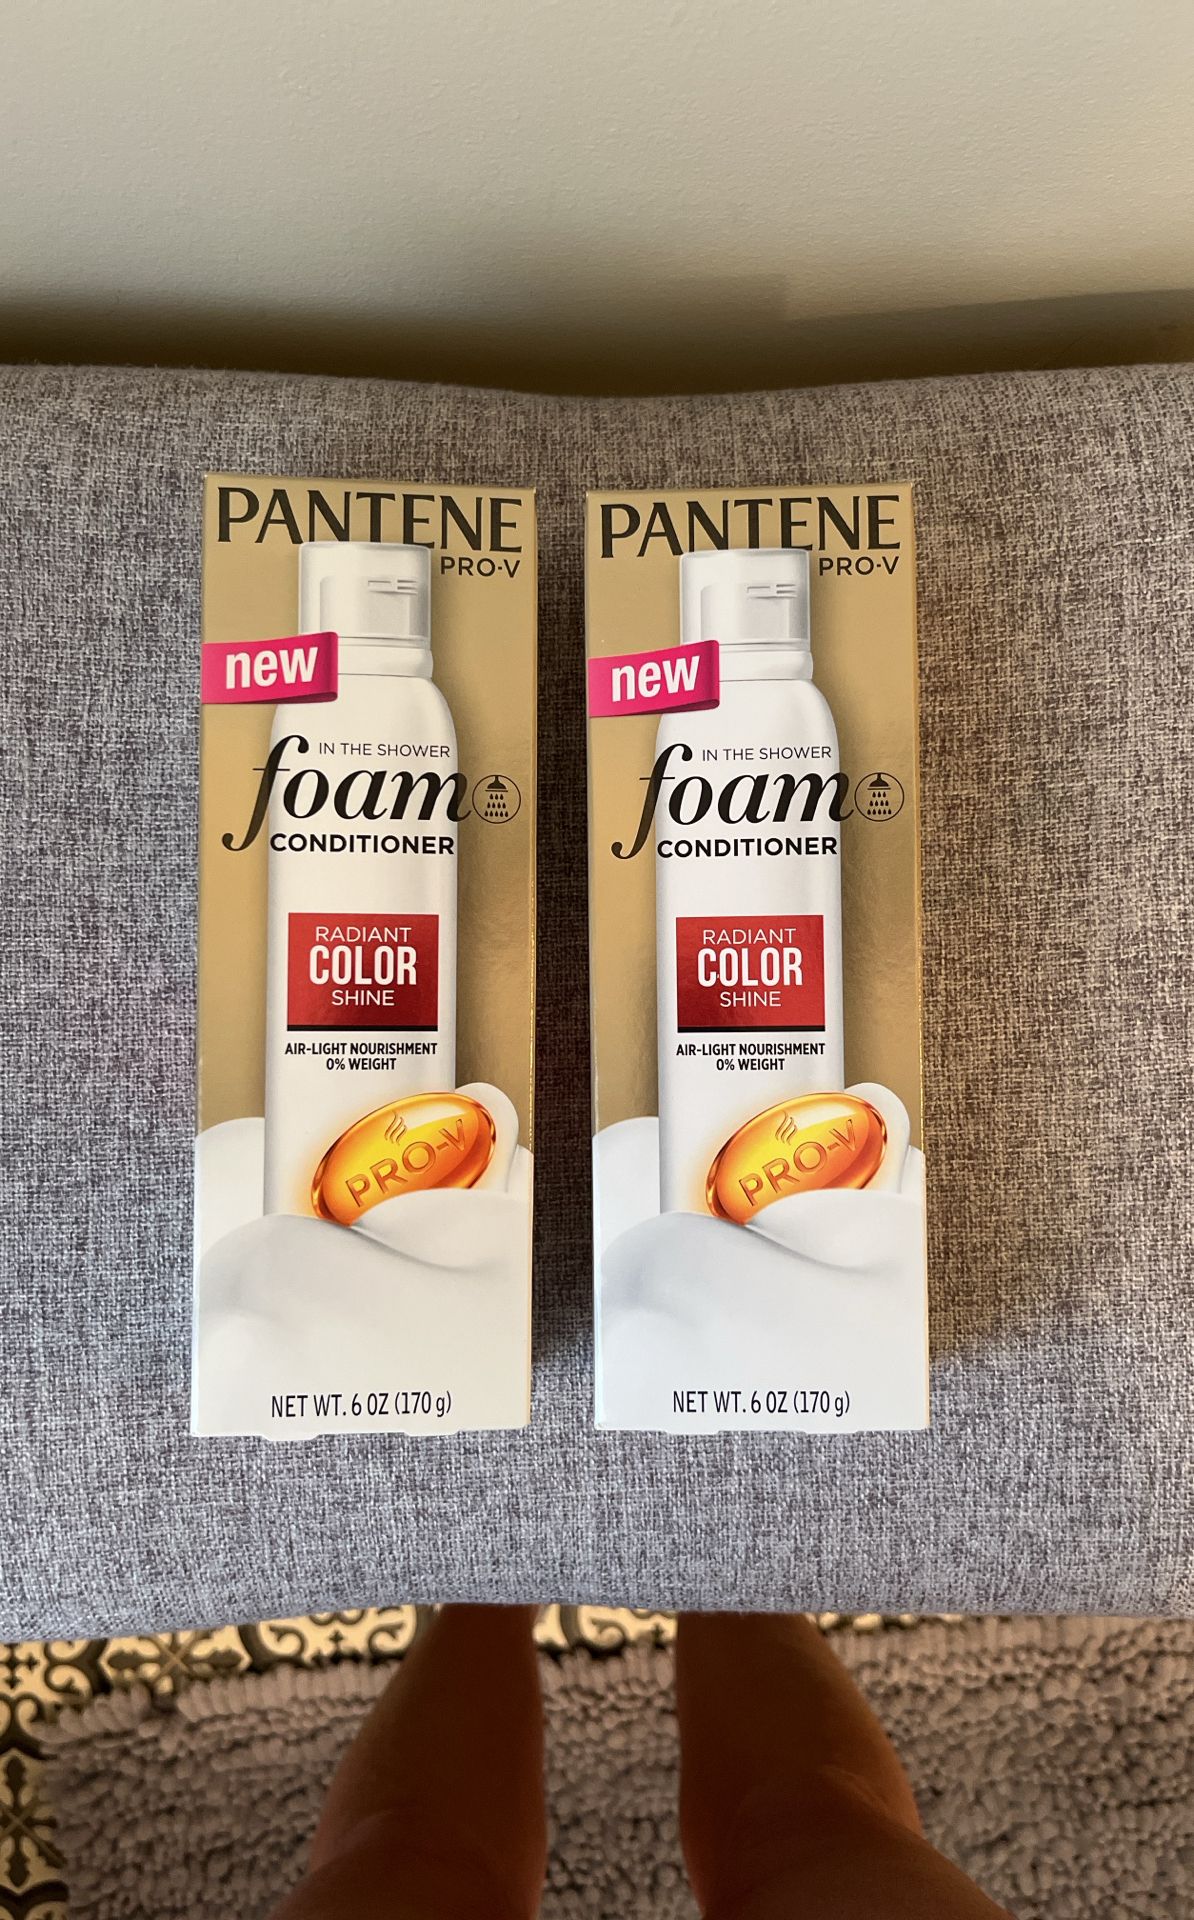 PANTENE
PRO-V
new
IN THE SHOWER
foam
CONDITIONER
RADIANT
COLOR
SHINE
AIR-LIGHT NOURISHMENT
0% WEIGHT
PRO-V
NET WT. 6 OZ (170 g)
PANTENE
PRO-V
new
IN THE SHOWER
foam
CONDITIONER
RADIANT
COLOR
SHINE
AIR-LIGHT NOURISHMENT
0% WEIGHT
PRO-V
NET WT. 6 OZ (170 g)